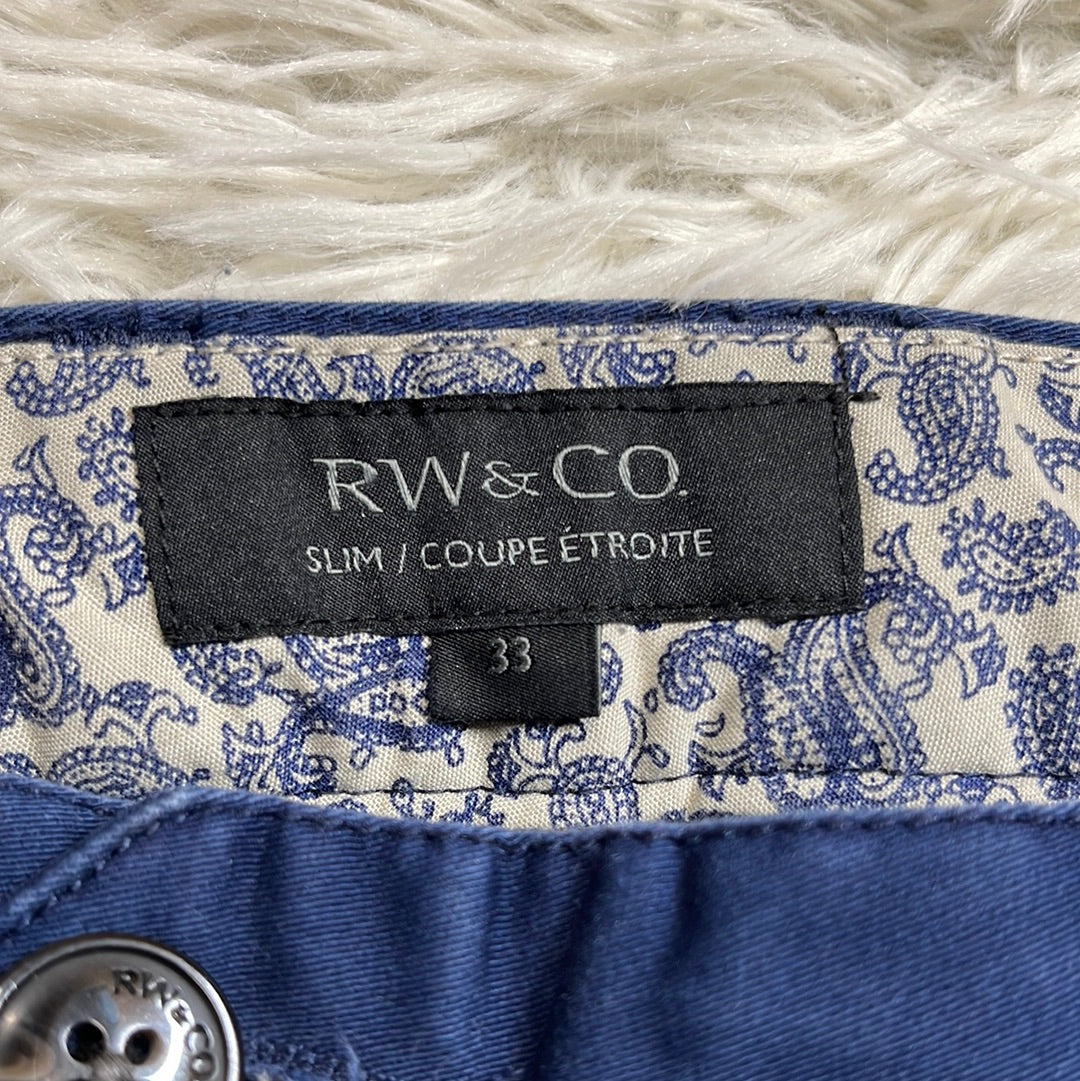 RW&CO.
SLIM / COUPE ÉTROITE
33
RW&CO